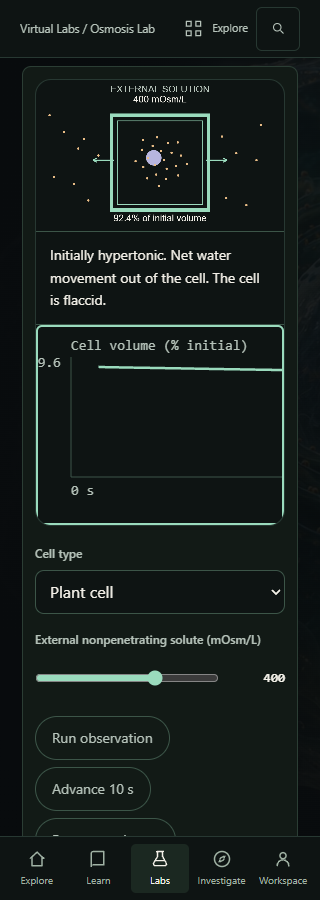 Virtual Labs / Osmosis Lab
Explore
EXTERNAL SOLUTION
400 mOsm/L
92.4% of initial volume
Initially hypertonic. Net water
movement out of the cell. The cell
is flaccid.
Cell volume (% initial)
9.6
0 s
Cell type
Plant cell
External nonpenetrating solute (mOsm/L)
400
Run observation
Advance 10 s
Explore
Learn
Labs
Investigate
Workspace